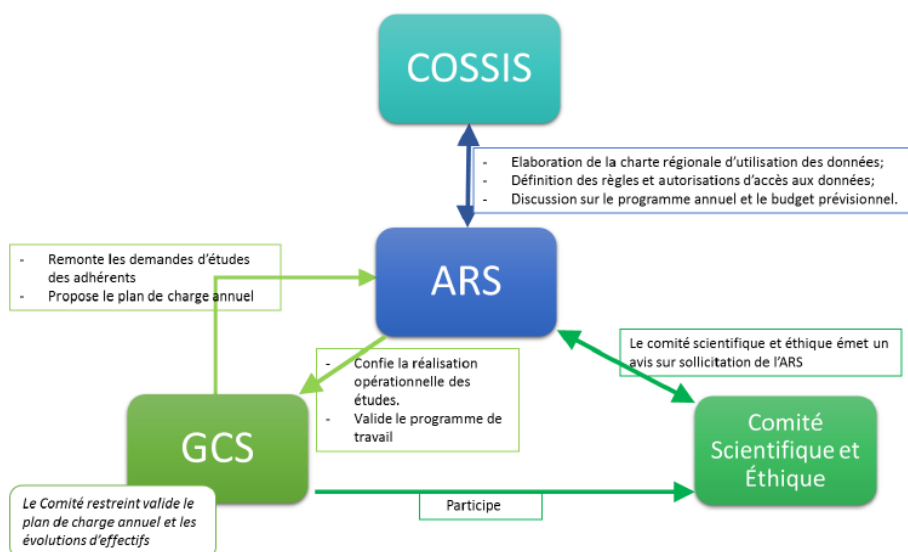 COSSIS
- Elaboration de la charte régionale d'utilisation des données;
- Définition des règles et autorisations d'accès aux données;
- Discussion sur le programme annuel et le budget prévisionnel.
- Remonte les demandes d'études
des adhérents
- Propose le plan de charge annuel
ARS
Le comité scientifique et éthique émet un
avis sur sollicitation de l'ARS
- Confie la réalisation
opérationnelle des
études.
- Valide le programme de
travail
GCS
Comité
Scientifique et
Éthique
Le Comité restreint valide le
plan de charge annuel et les
évolutions d'effectifs
Participe